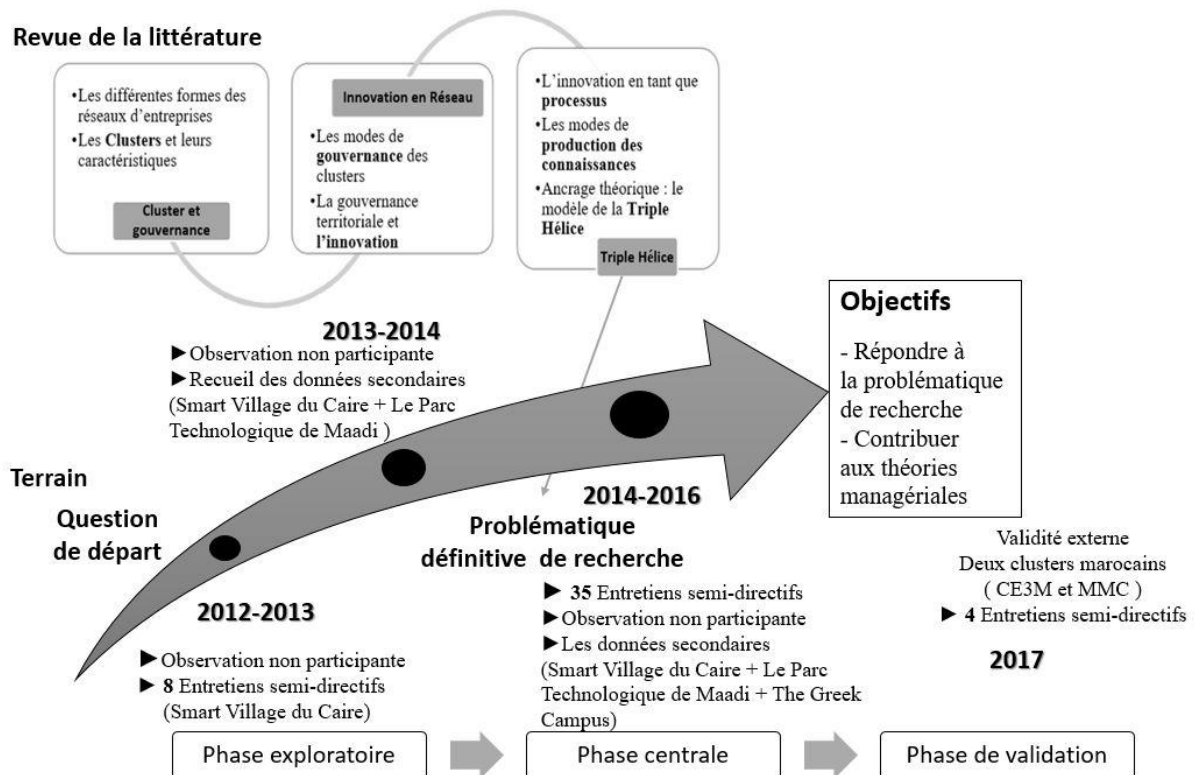 Revue de la littérature
•Les différentes formes des
réseaux d'entreprises
•Les Clusters et leurs
caractéristiques
Cluster et
gouvernance
Innovation en Réseau
•Les modes de
gouvernance des
clusters
•La gouvernance
territoriale et
l'innovation
•L'innovation en tant que
processus
•Les modes de
production des
connaissances
•Ancrage théorique : le
modèle de la Triple
Hélice
Triple Hélice
2013-2014
►Observation non participante
►Recueil des données secondaires
(Smart Village du Caire + Le Parc
Technologique de Maadi )
Objectifs
- Répondre à
la problématique
de recherche
- Contribuer
aux théories
managériales
Terrain
Question
de départ
2012-2013
►Observation non participante
► 8 Entretiens semi-directifs
(Smart Village du Caire)
2014-2016
Problématique
définitive de recherche
► 35 Entretiens semi-directifs
►Observation non participante
►Les données secondaires
(Smart Village du Caire + Le Parc
Technologique de Maadi + The Greek
Campus)
Validité externe
Deux clusters marocains
( CE3M et MMC )
► 4 Entretiens semi-directifs
2017
Phase exploratoire
Phase centrale
Phase de validation